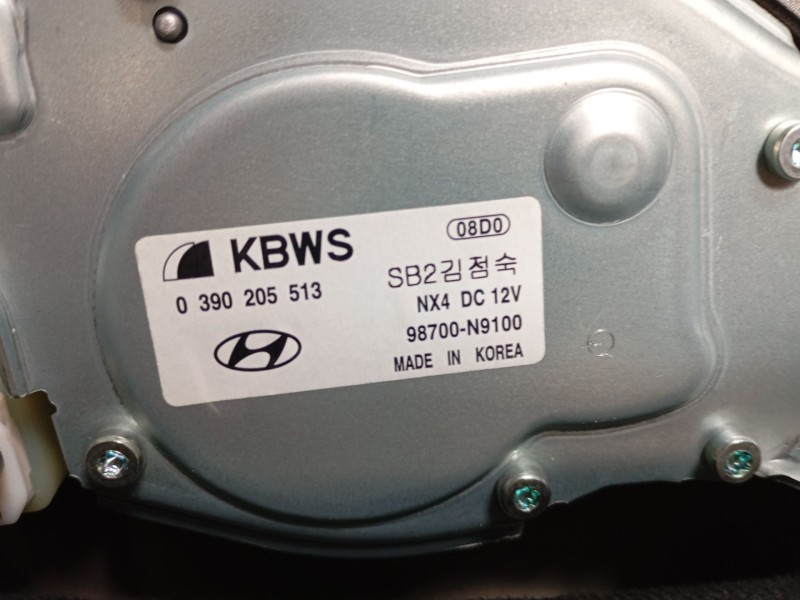 KBWS
08D0
0 390 205 513
SB2김점숙
NX4 DC 12V
98700-N9100
MADE IN KOREA